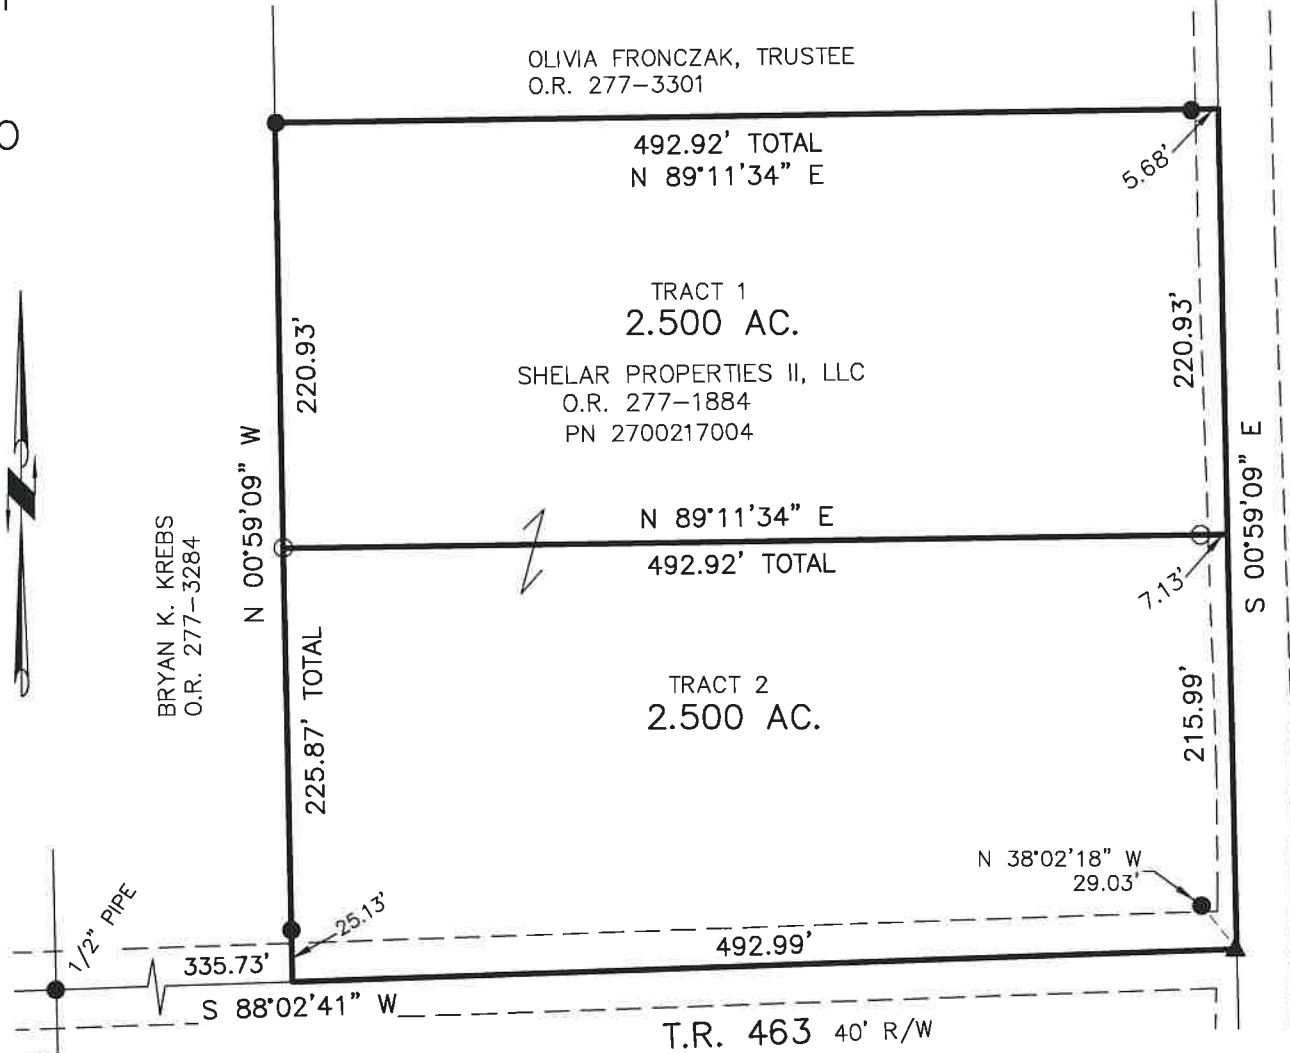 OLIVIA FRONCZAK, TRUSTEE
O.R. 277-3301
492.92' TOTAL
N 89°11'34" E
5.68'
TRACT 1
2.500 AC.
220.93'
220.93'
SHELAR PROPERTIES II, LLC
O.R. 277-1884
PN 2700217004
N 00°59'09" W
S 00°59'09" E
BRYAN K. KREBS
O.R. 277-3284
N 89°11'34" E
492.92' TOTAL
7.13'
TRACT 2
2.500 AC.
225.87' TOTAL
215.99'
N 38°02'18" W
29.03'
1/2" PIPE
25.13'
335.73'
492.99'
S 88°02'41" W
T.R. 463 40' R/W